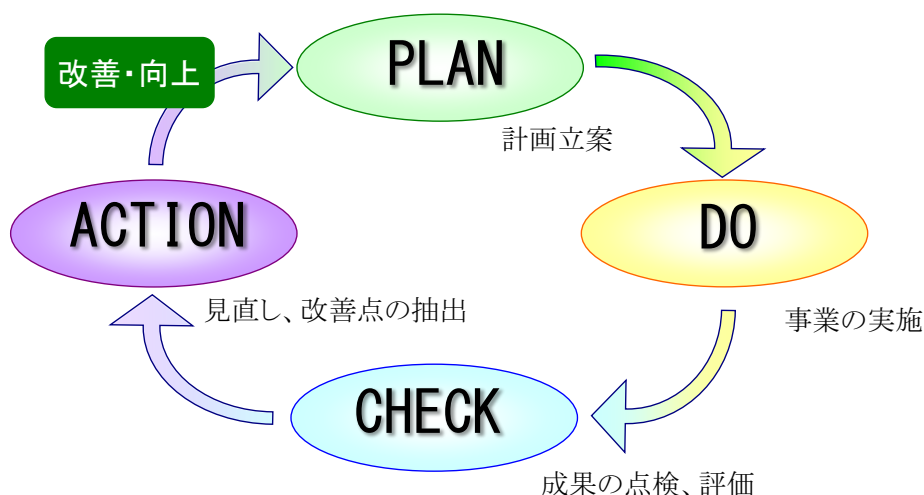 PLAN
改善・向上
計画立案
ACTION
DO
見直し、改善点の抽出
事業の実施
CHECK
成果の点検、評価